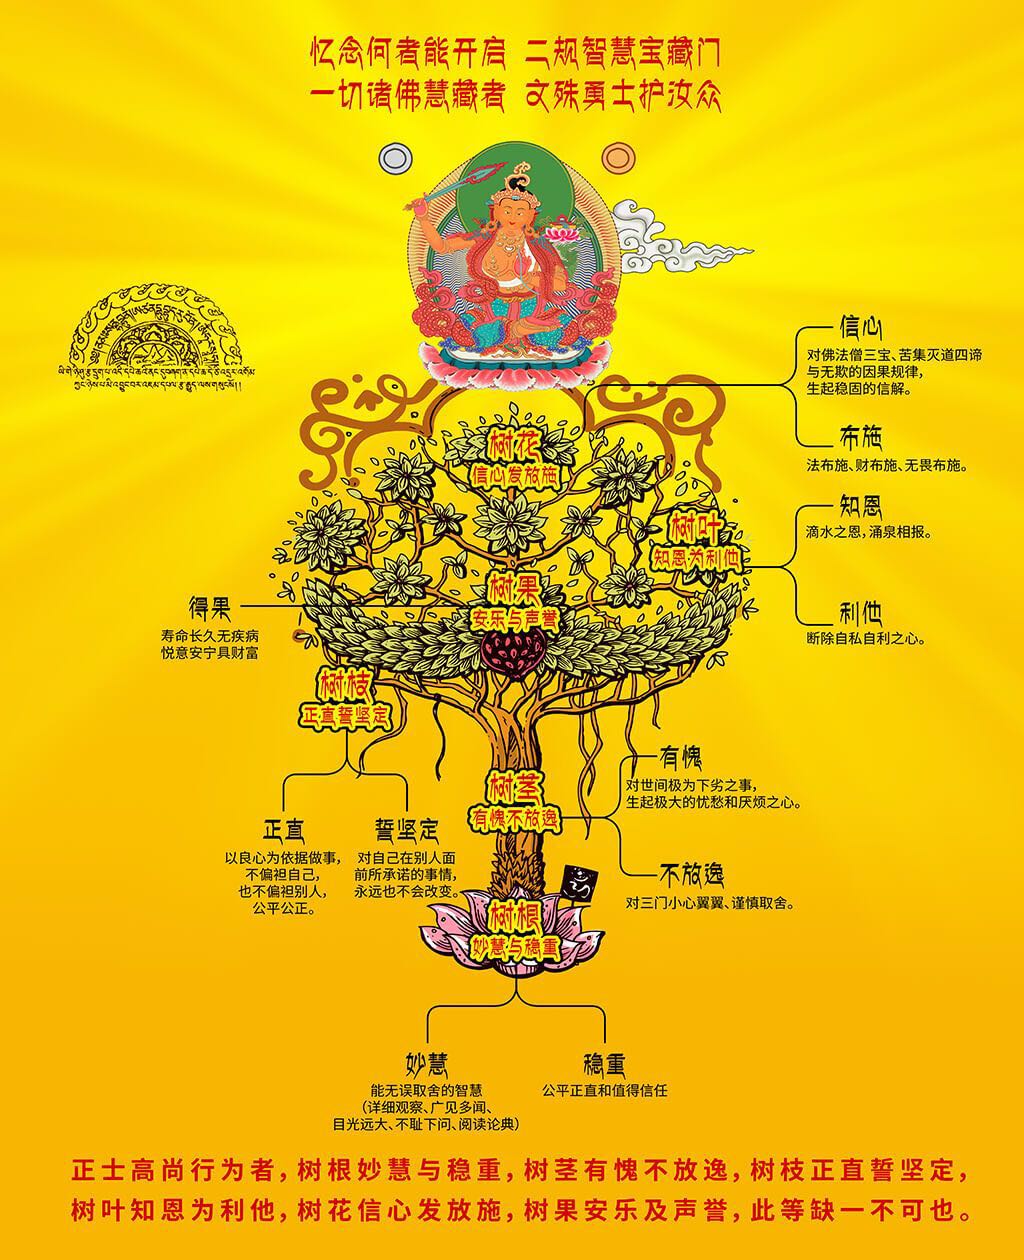 忆念何者能开启 二规智慧宝藏门
一切诸佛慧藏者 文殊勇士护汝众
信心
对佛法僧三宝、苦集灭道四谛
与无欺的因果规律,
生起稳固的信解。
布施
法布施、财布施、无畏布施。
树花
信心发放施
知恩
滴水之恩,涌泉相报。
树叶
知恩为利他
利他
断除自私自利之心。
树果
安乐与声誉
得果
寿命长久无疾病
悦意安宁具财富
树枝
正直誓坚定
正直
以良心为依据做事,
不偏袒自己,
也不偏袒别人,
公平公正。
誓坚定
对自己在别人面
前所承诺的事情,
永远也不会改变。
树茎
有愧不放逸
有愧
对世间极为下劣之事,
生起极大的忧愁和厌烦之心。
不放逸
对三门小心翼翼、谨慎取舍。
树根
妙慧与稳重
妙慧
能无误取舍的智慧
(详细观察、广见多闻、
目光远大、不耻下问、阅读论典)
稳重
公平正直和值得信任
正士高尚行为者,树根妙慧与稳重,树茎有愧不放逸,树枝正直誓坚定,
树叶知恩为利他,树花信心发放施,树果安乐及声誉,此等缺一不可也。